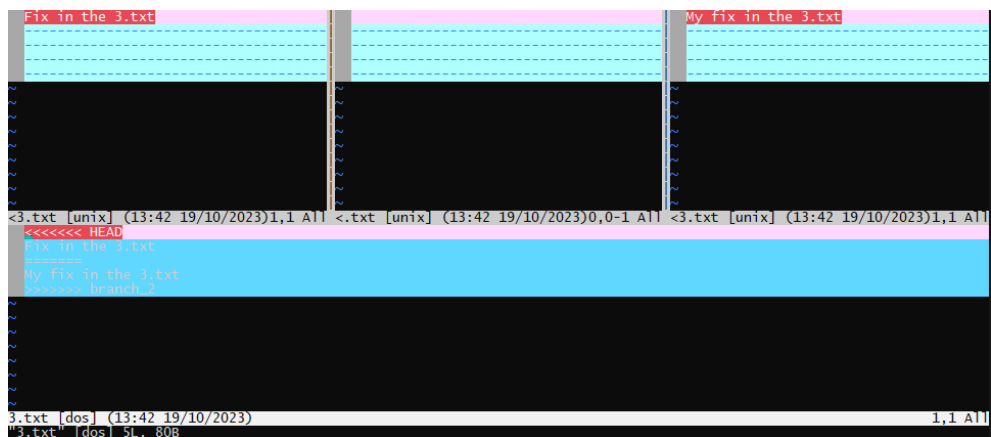 Fix in the 3.txt
My fix in the 3.txt
<3.txt [unix] (13:42 19/10/2023)1,1 All <.txt [unix] (13:42 19/10/2023)0,0-1 All <3.txt [unix] (13:42 19/10/2023)1,1 All
<<<<<<< HEAD
Fix in the 3.txt
=======
My fix in the 3.txt
>>>>>>> branch_2
3.txt [dos] (13:42 19/10/2023) 1,1 All
"3.txt" [dos] 5L, 80B